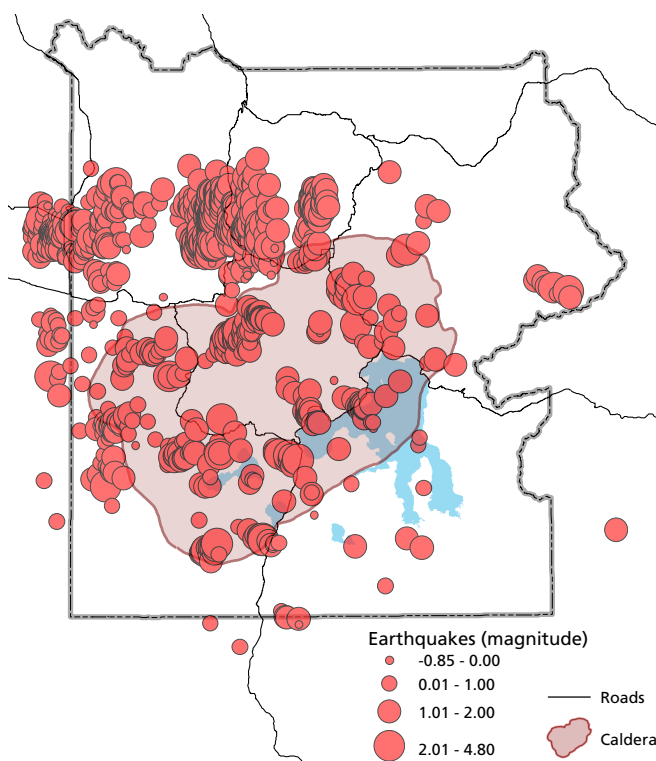 Earthquakes (magnitude)
-0.85 - 0.00
0.01 - 1.00
1.01 - 2.00
2.01 - 4.80
Roads
Caldera